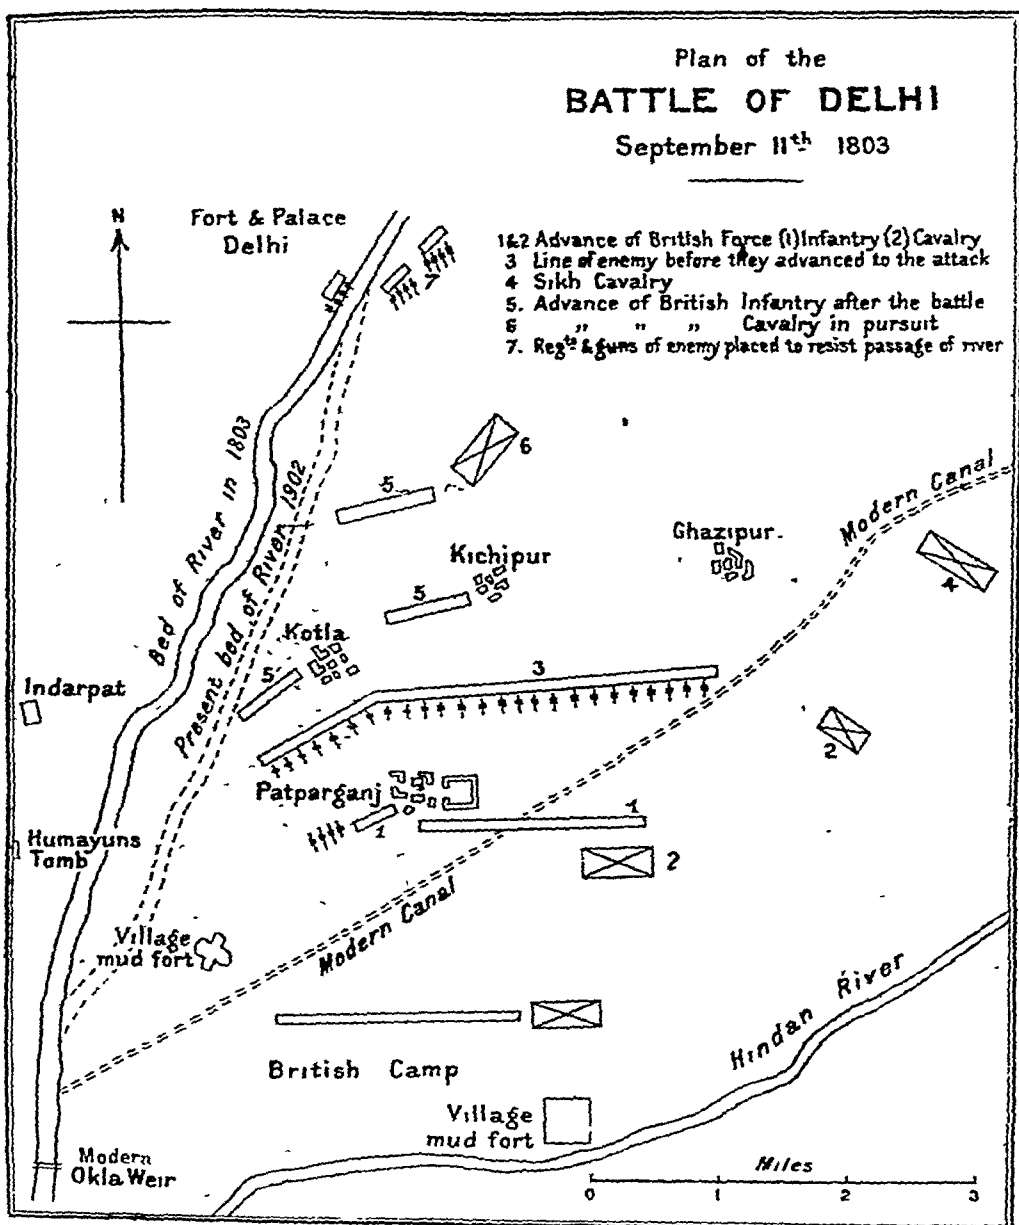 Plan of the
BATTLE OF DELHI
September 11th 1803
N
Fort & Palace
Delhi
1&2 Advance of British Force (1) Infantry (2) Cavalry
3 Line of enemy before they advanced to the attack
4 Sikh Cavalry
5. Advance of British Infantry after the battle
6 " " " Cavalry in pursuit
7. Regts & guns of enemy placed to resist passage of river
6
5
Bed of River in 1803
Present bed of River 1902
Modern Canal
Ghazipur
Kichipur
4
5
Kotla
5
3
Indarpat
2
Patparganj
1
1
Humayuns
Tomb
2
Modern Canal
Village
mud fort
Hindan River
British Camp
Village
mud fort
Modern
Okla Weir
Miles
0 1 2 3